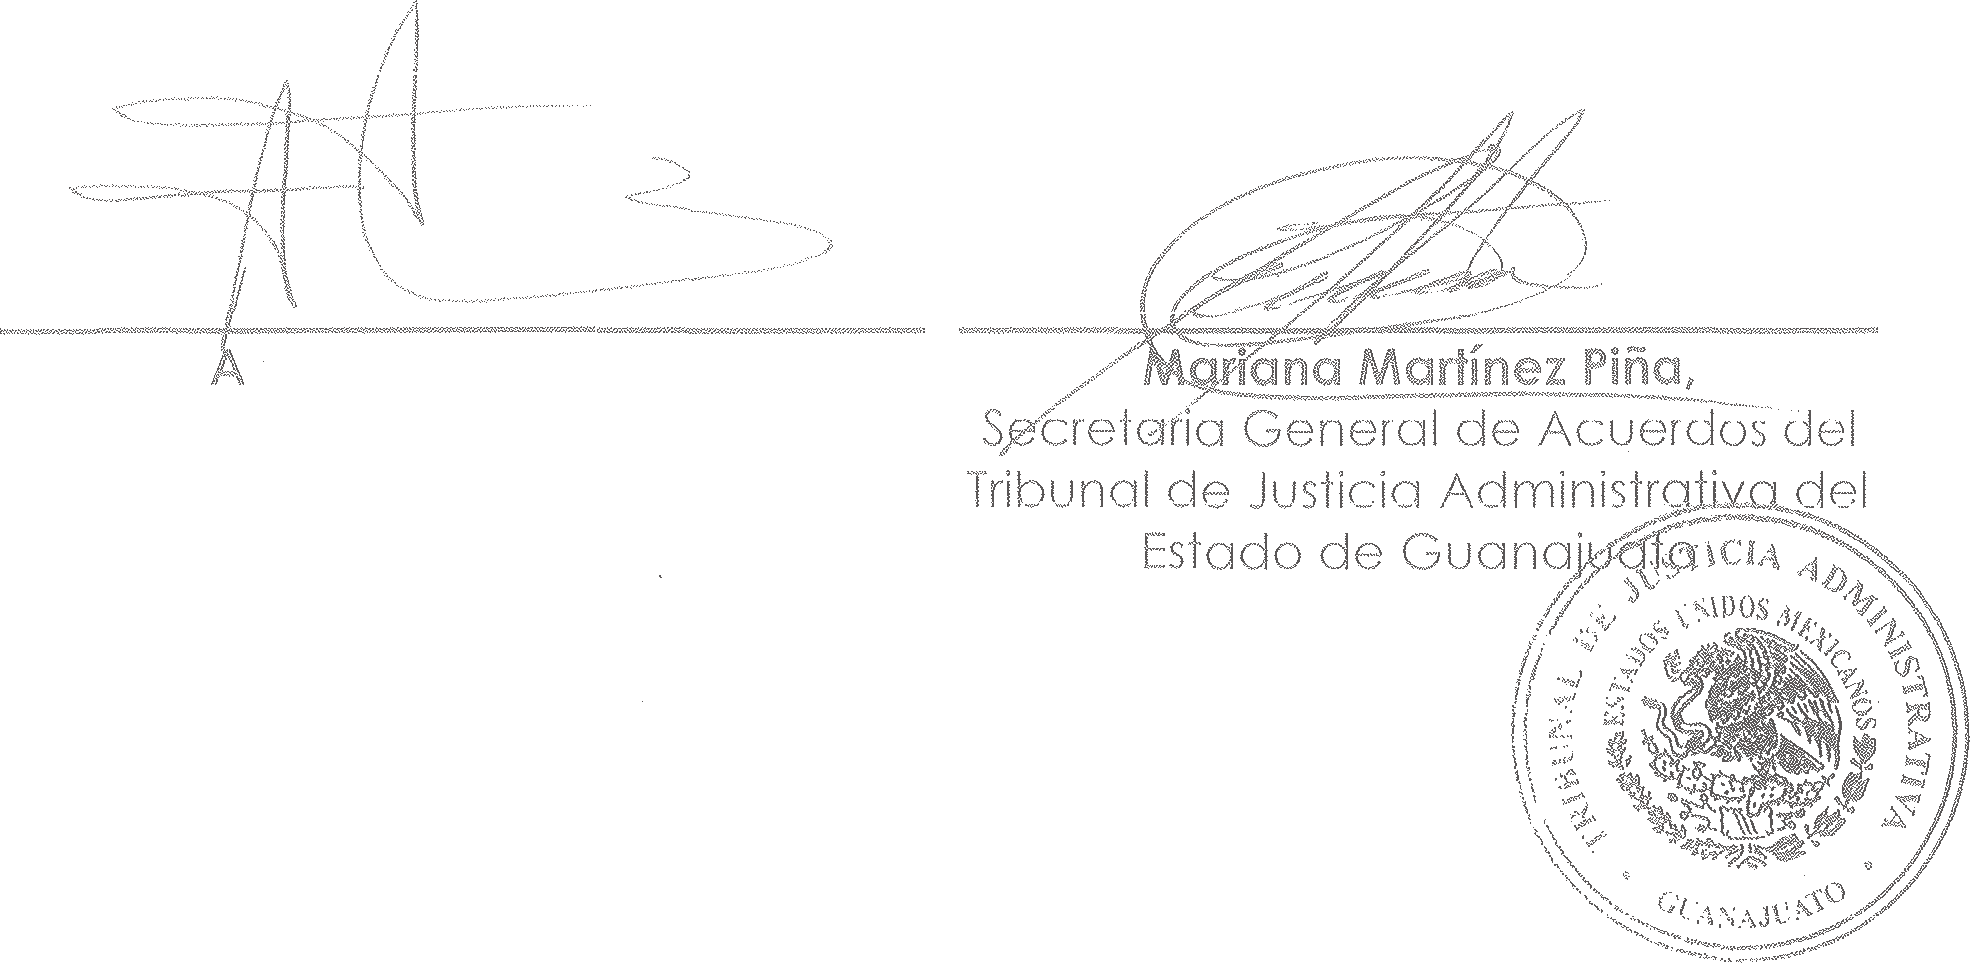 A
Mariana Martínez Piña,
Secretaria General de Acuerdos del
Tribunal de Justicia Administrativa del
Estado de Guanajuato
TRIBUNAL DE JUSTICIA ADMINISTRATIVA
ESTADOS UNIDOS MEXICANOS
GUANAJUATO